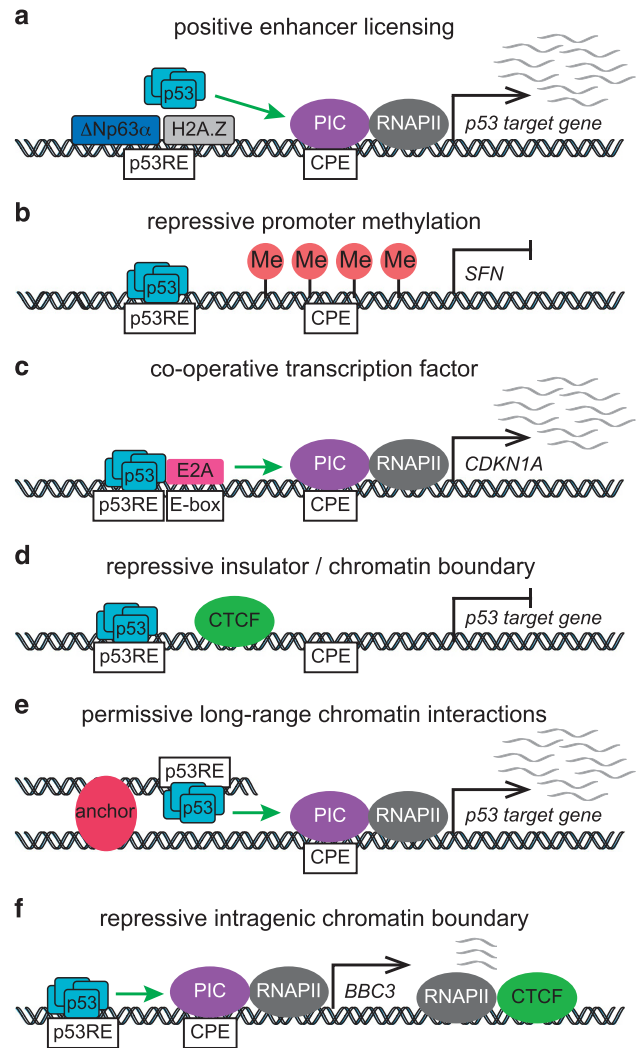 a
positive enhancer licensing
p53
ΔNp63α
H2A.Z
PIC
RNAPII
p53 target gene
p53RE
CPE
b
repressive promoter methylation
Me
Me
Me
Me
p53
SFN
p53RE
CPE
c
co-operative transcription factor
p53
E2A
PIC
RNAPII
CDKN1A
p53RE
E-box
CPE
d
repressive insulator / chromatin boundary
p53
CTCF
p53 target gene
p53RE
CPE
e
permissive long-range chromatin interactions
p53RE
anchor
p53
PIC
RNAPII
p53 target gene
CPE
f
repressive intragenic chromatin boundary
p53
PIC
RNAPII
BBC3
RNAPII
CTCF
p53RE
CPE